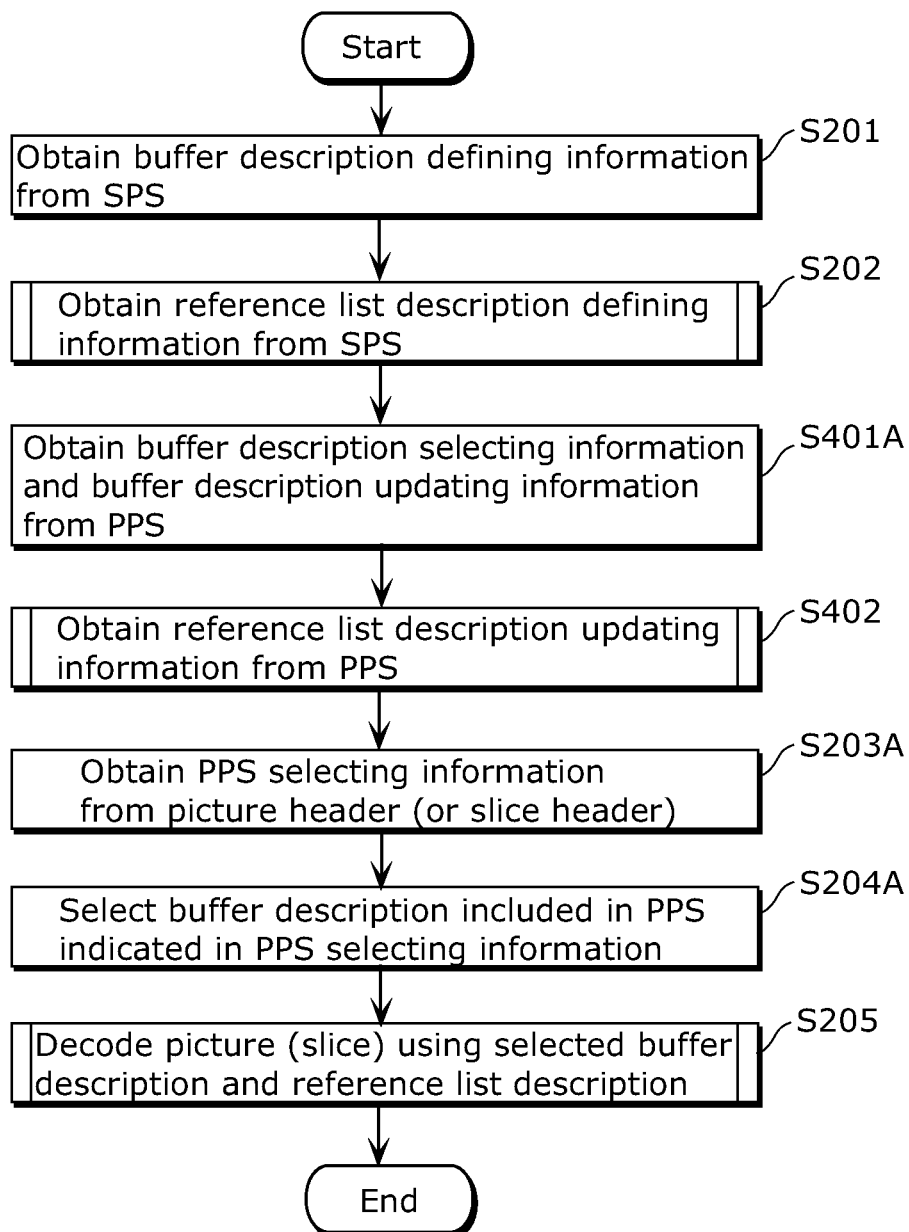 Start
S201
Obtain buffer description defining information
from SPS
S202
Obtain reference list description defining
information from SPS
S401A
Obtain buffer description selecting information
and buffer description updating information
from PPS
S402
Obtain reference list description updating
information from PPS
S203A
Obtain PPS selecting information
from picture header (or slice header)
S204A
Select buffer description included in PPS
indicated in PPS selecting information
S205
Decode picture (slice) using selected buffer
description and reference list description
End